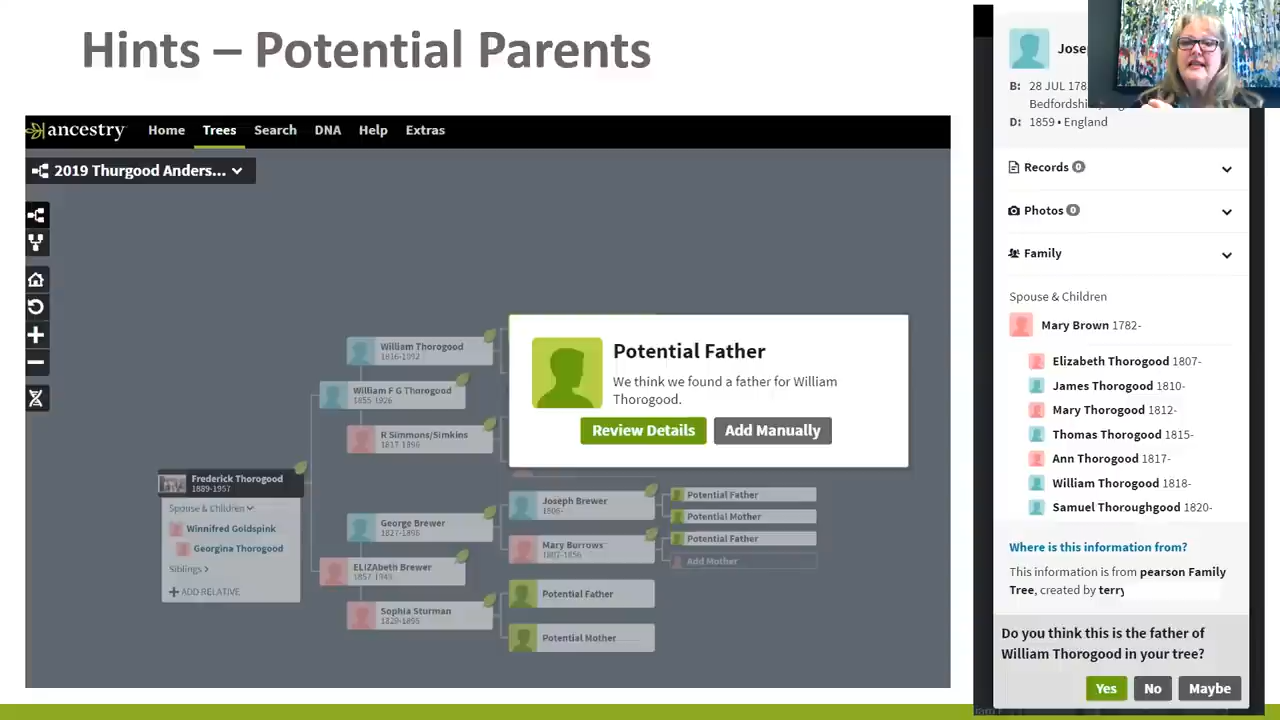 Hints – Potential Parents
ancestry
Home
Trees
Search
DNA
Help
Extras
2019 Thurgood Anders...
William Thorogood
William F G Thorogood
1855-1926
R Simmons/Simkins
Frederick Thorogood
1889-1957
Spouse & Children
Winnifred Goldspink
Georgina Thorogood
Siblings
ADD RELATIVE
George Brewer
ELIZAbeth Brewer
Sophia Sturman
Potential Father
We think we found a father for William
Thorogood.
Review Details
Add Manually
Joseph Brewer
Mary Burrows
Potential Father
Potential Mother
Potential Father
Potential Mother
Potential Father
Add Mother
B: 28 JUL
D: 1859 • England
Records 0
Photos 0
Family
Spouse & Children
Mary Brown 1782-
Elizabeth Thorogood 1807-
James Thorogood 1810-
Mary Thorogood 1812-
Thomas Thorogood 1815-
Ann Thorogood 1817-
William Thorogood 1818-
Samuel Thoroughgood 1820-
Where is this information from?
This information is from pearson Family
Tree, created by terry
Do you think this is the father of
William Thorogood in your tree?
Yes
No
Maybe